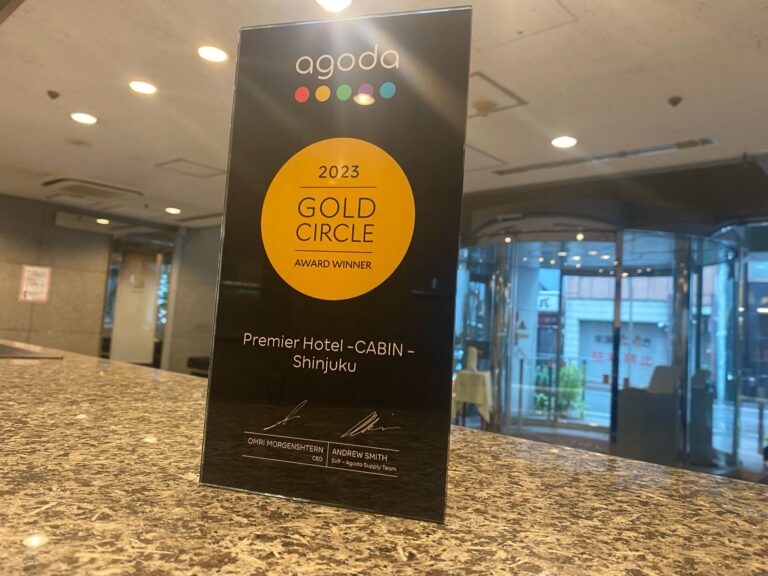 agoda
2023
GOLD
CIRCLE
AWARD WINNER
Premier Hotel -CABIN -
Shinjuku
OMRI MORGENSHTERN
CEO
ANDREW SMITH
SVP - Agoda Supply Team